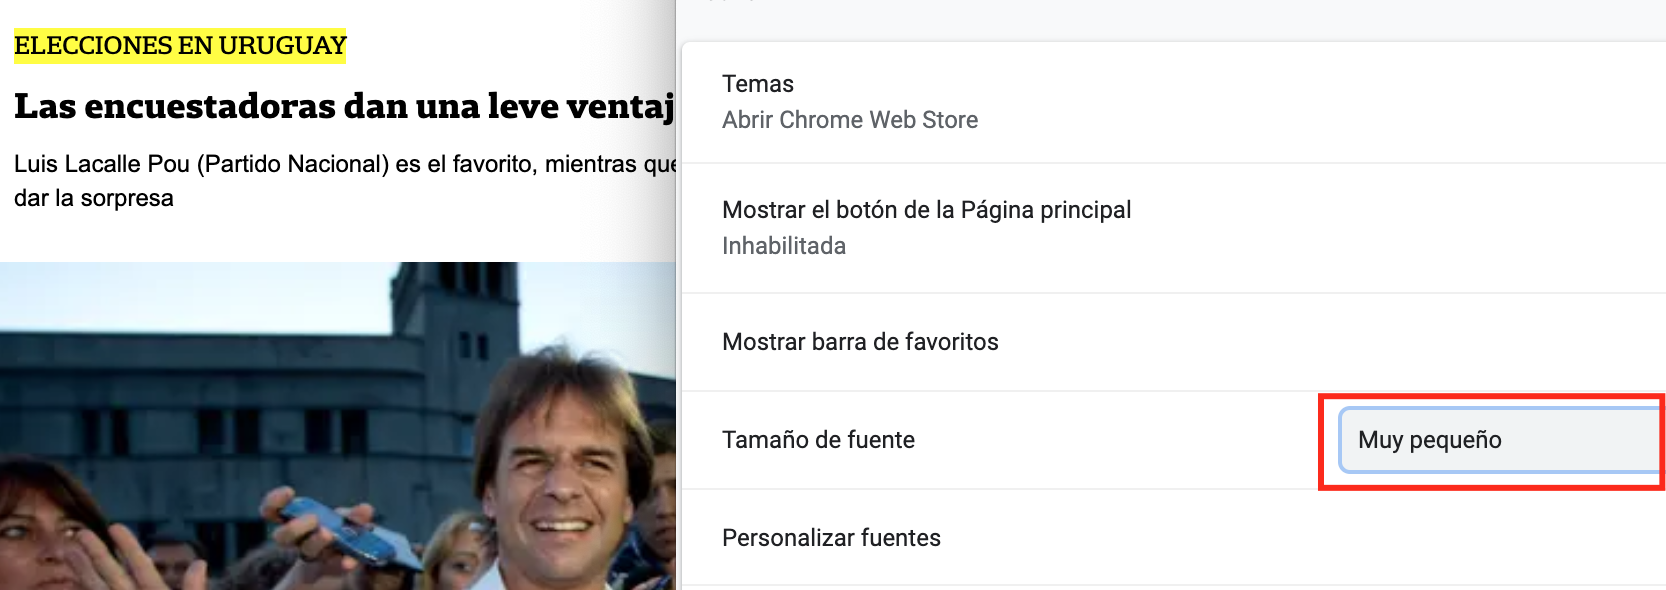 ELECCIONES EN URUGUAY
Las encuestadoras dan una leve ventaj
Luis Lacalle Pou (Partido Nacional) es el favorito, mientras que
dar la sorpresa
Temas
Abrir Chrome Web Store
Mostrar el botón de la Página principal
Inhabilitada
Mostrar barra de favoritos
Tamaño de fuente
Muy pequeño
Personalizar fuentes